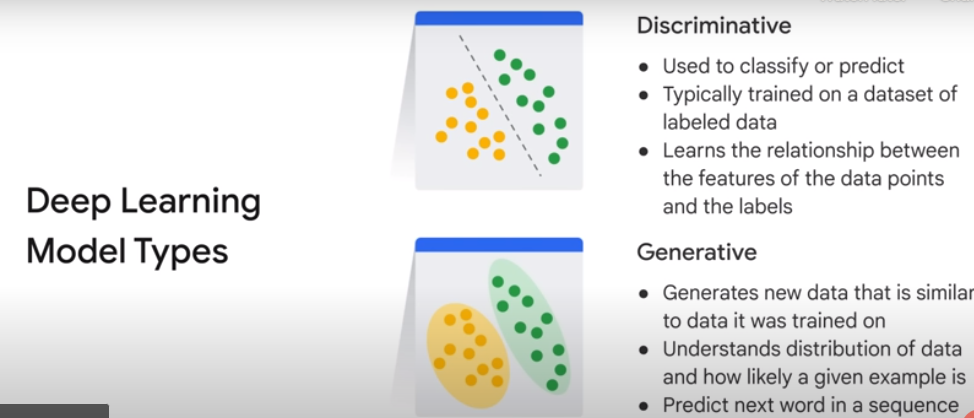 Discriminative
● Used to classify or predict
● Typically trained on a dataset of
labeled data
● Learns the relationship between
the features of the data points
and the labels
Deep Learning
Model Types
Generative
● Generates new data that is similar
to data it was trained on
● Understands distribution of data
and how likely a given example is
● Predict next word in a sequence